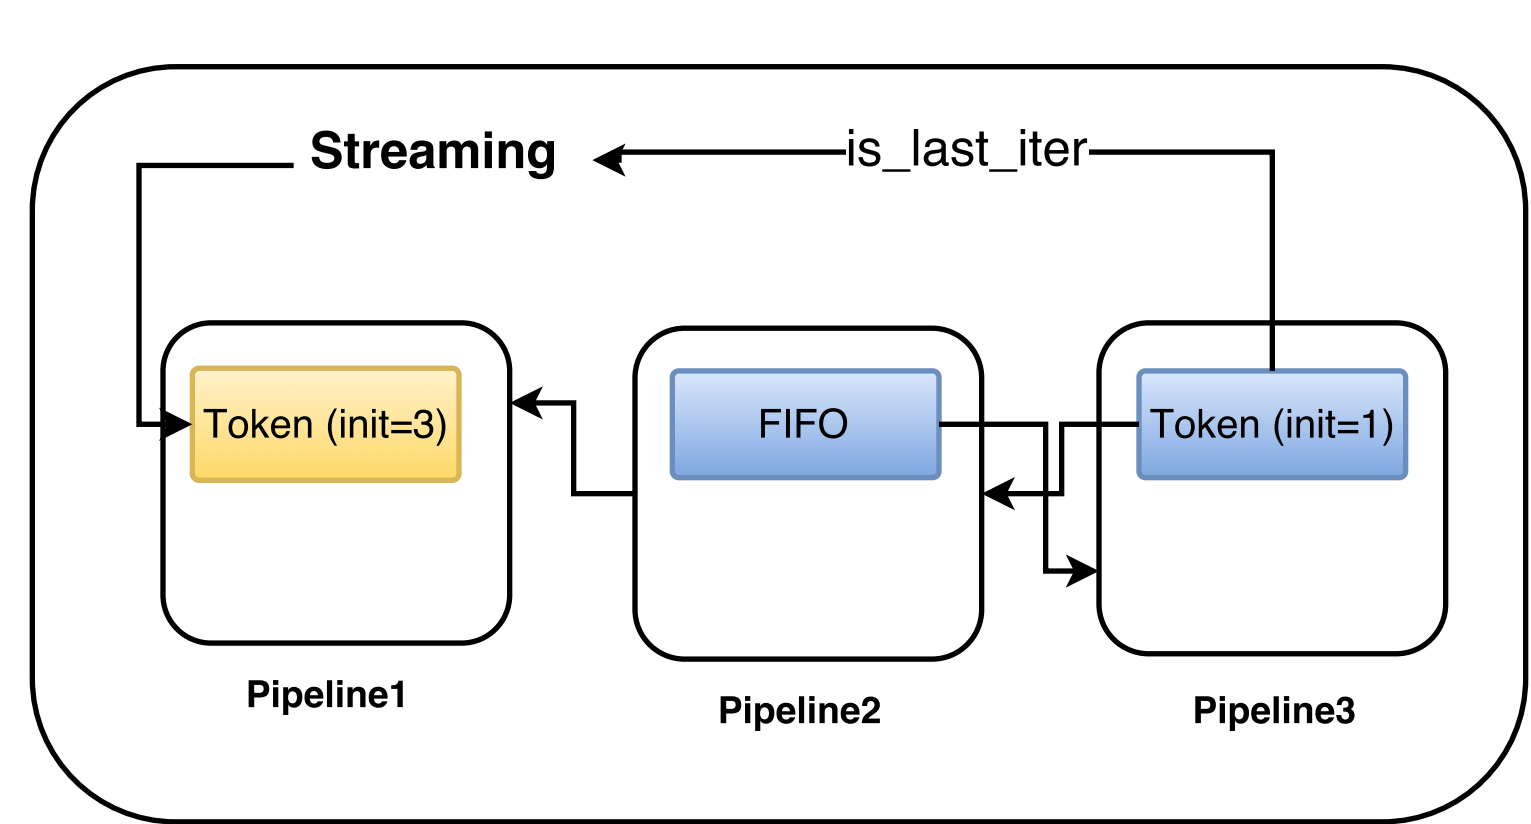 Streaming
is_last_iter
Token (init=3)
FIFO
Token (init=1)
Pipeline1
Pipeline2
Pipeline3